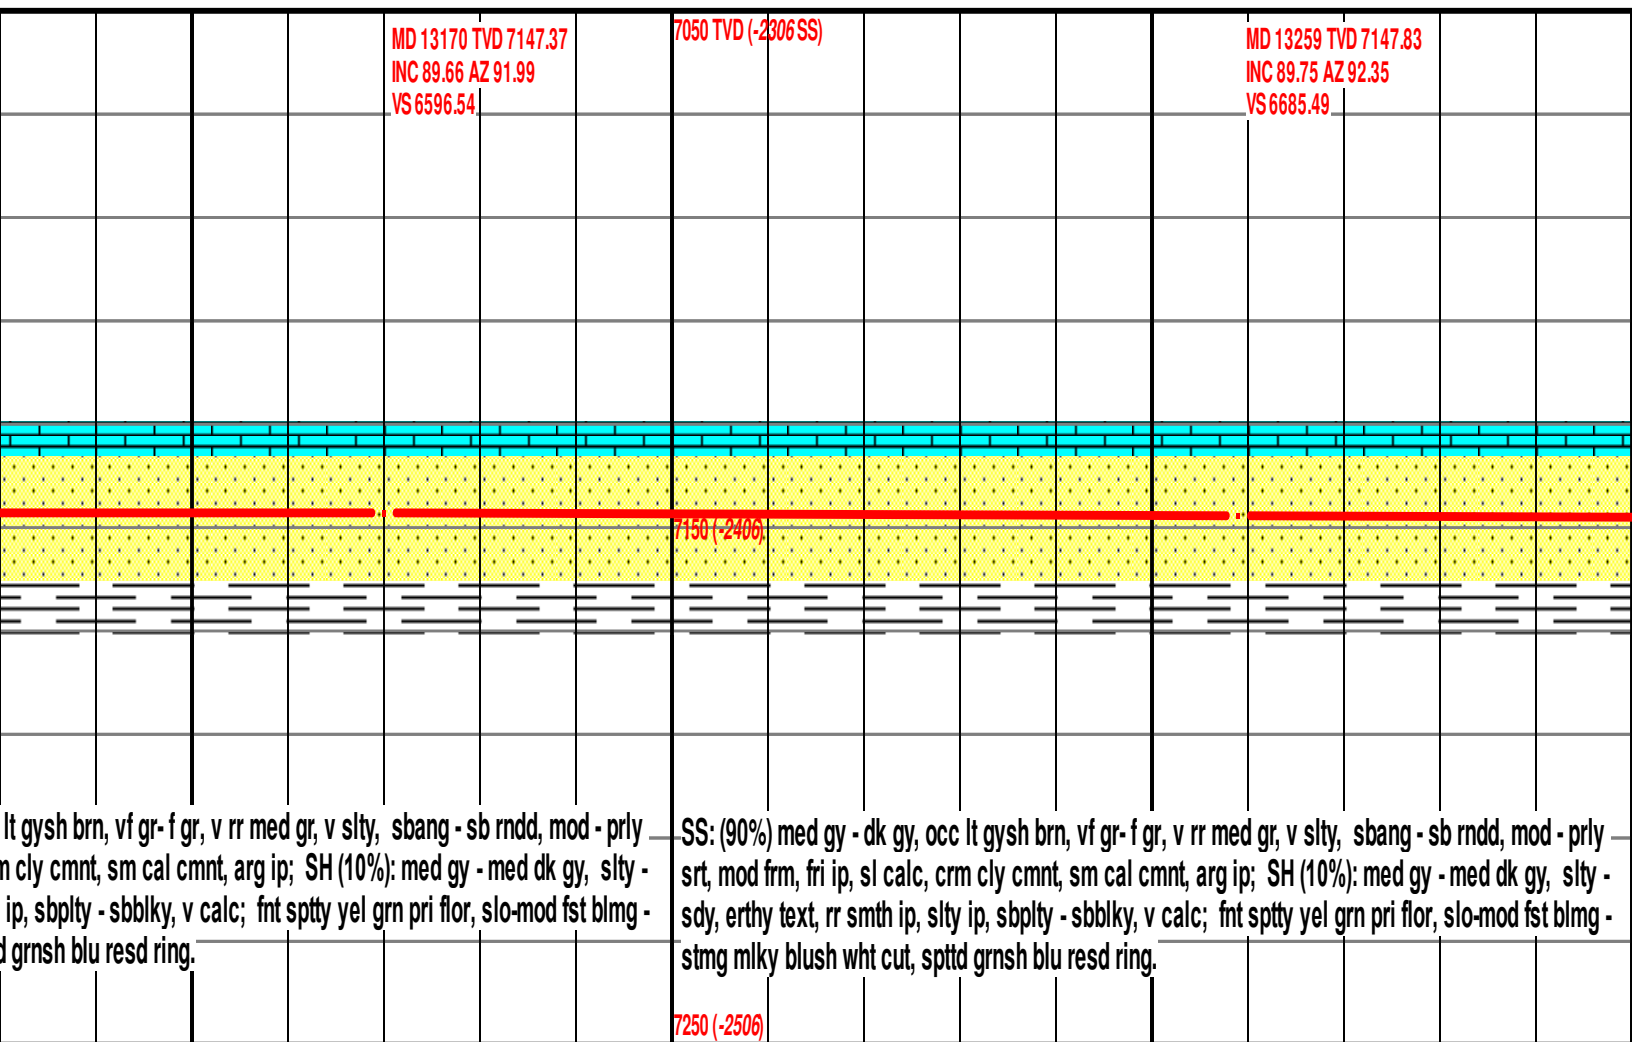 MD 13170 TVD 7147.37
INC 89.66 AZ 91.99
VS 6596.54
7050 TVD (-2306 SS)
MD 13259 TVD 7147.83
INC 89.75 AZ 92.35
VS 6685.49
7150 (-2406)
lt gysh brn, vf gr- f gr, v rr med gr, v slty, sbang - sb rndd, mod - prly
cly cmnt, sm cal cmnt, arg ip; SH (10%): med gy - med dk gy, slty -
ip, sbplty - sbblky, v calc; fnt sptty yel grn pri flor, slo-mod fst blmg -
grnsh blu resd ring.
SS: (90%) med gy - dk gy, occ lt gysh brn, vf gr- f gr, v rr med gr, v slty, sbang - sb rndd, mod - prly
srt, mod frm, fri ip, sl calc, crm cly cmnt, sm cal cmnt, arg ip; SH (10%): med gy - med dk gy, slty -
sdy, erthy text, rr smth ip, slty ip, sbplty - sbblky, v calc; fnt sptty yel grn pri flor, slo-mod fst blmg -
stmg mlky blush wht cut, spttd grnsh blu resd ring.
7250 (-2506)